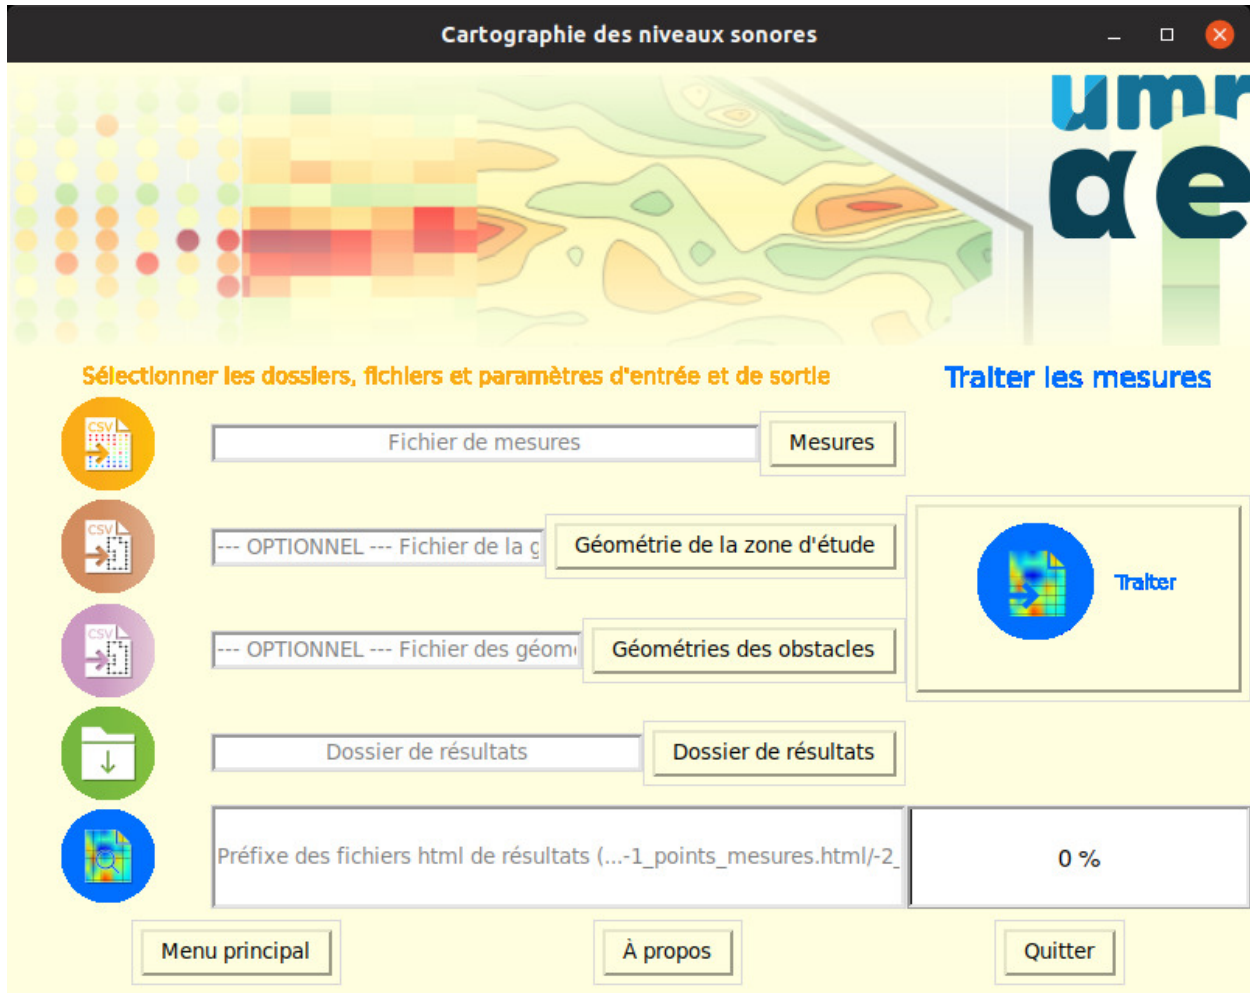 Cartographie des niveaux sonores
umr
ae
Sélectionner les dossiers, fichiers et paramètres d'entrée et de sortie
Traiter les mesures
CSV
Fichier de mesures
Mesures
CSV
--- OPTIONNEL --- Fichier de la g
Géométrie de la zone d'étude
Traiter
CSV
--- OPTIONNEL --- Fichier des géomé
Géométries des obstacles
Dossier de résultats
Dossier de résultats
Préfixe des fichiers html de résultats (...-1_points_mesures.html/-2_
0 %
Menu principal
À propos
Quitter